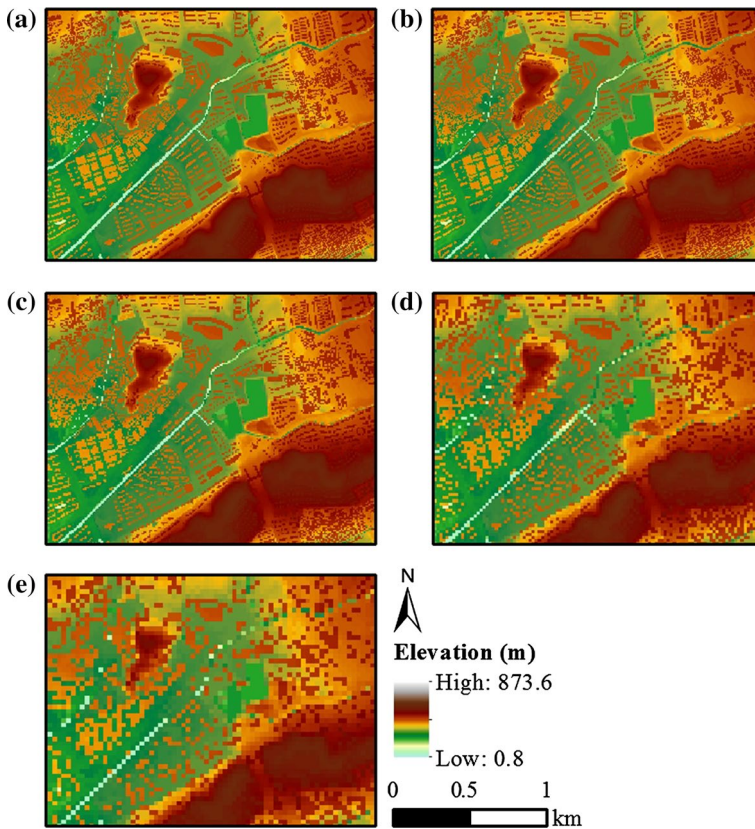 (a)
(b)
(c)
(d)
(e)
N
Elevation (m)
High: 873.6
Low: 0.8
0 0.5 1
km